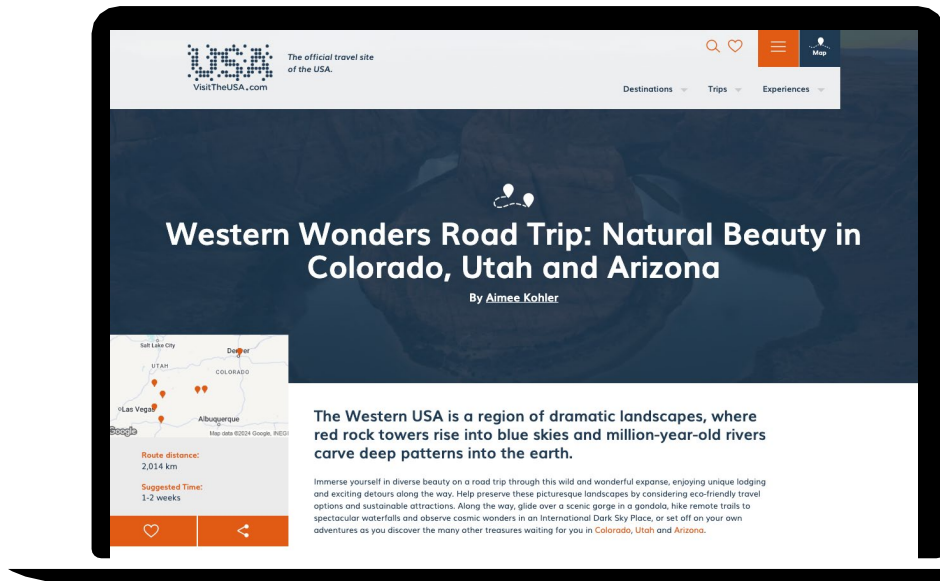 USA
VisitTheUSA.com
The official travel site
of the USA.
Map
Destinations
Trips
Experiences
Western Wonders Road Trip: Natural Beauty in
Colorado, Utah and Arizona
By Aimee Kohler
Salt Lake City
Denver
UTAH
COLORADO
Las Vegas
Albuquerque
Google
Map data ©2024 Google, INEGI
Route distance:
2,014 km
Suggested Time:
1-2 weeks
The Western USA is a region of dramatic landscapes, where
red rock towers rise into blue skies and million-year-old rivers
carve deep patterns into the earth.
Immerse yourself in diverse beauty on a road trip through this wild and wonderful expanse, enjoying unique lodging
and exciting detours along the way. Help preserve these picturesque landscapes by considering eco-friendly travel
options and sustainable attractions. Along the way, glide over a scenic gorge in a gondola, hike remote trails to
spectacular waterfalls and observe cosmic wonders in an International Dark Sky Place, or set off on your own
adventures as you discover the many other treasures waiting for you in Colorado, Utah and Arizona.